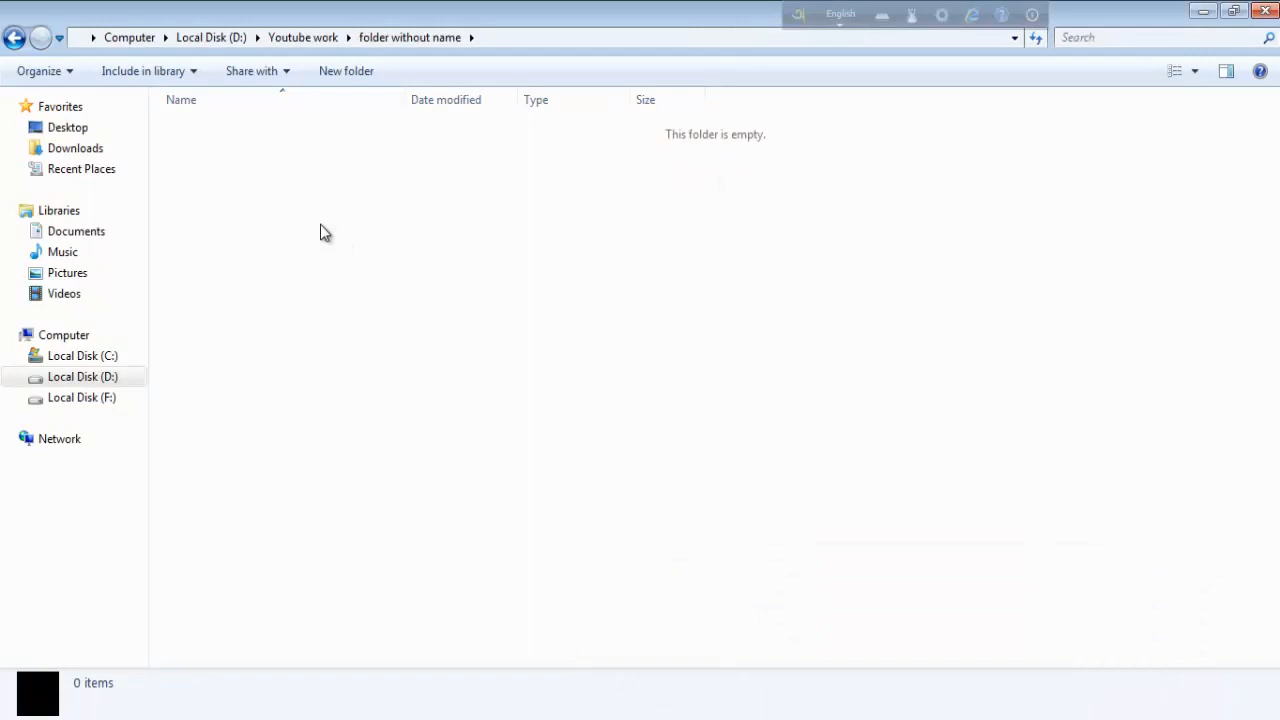 English
Computer Local Disk (D:) Youtube work folder without name Search
Organize Include in library Share with New folder
Name Date modified Type Size
This folder is empty.
Favorites
Desktop
Downloads
Recent Places
Libraries
Documents
Music
Pictures
Videos
Computer
Local Disk (C:)
Local Disk (D:)
Local Disk (F:)
Network
0 items